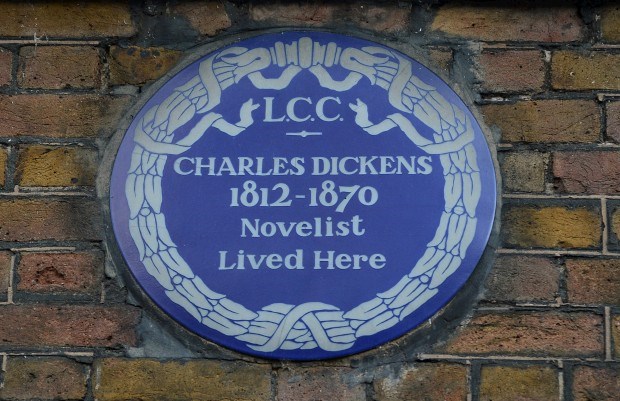 L.C.C.
CHARLES DICKENS
1812-1870
Novelist
Lived Here